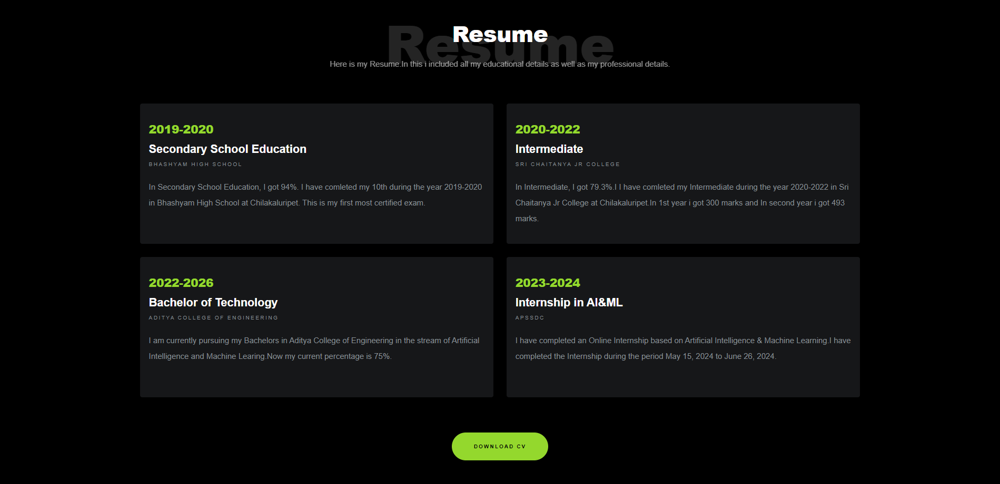 Resume
Resume
Here is my Resume.In this i included all my educational details as well as my professional details.
2019-2020
Secondary School Education
BHASHYAM HIGH SCHOOL
In Secondary School Education, I got 94%. I have comleted my 10th during the year 2019-2020
in Bhashyam High School at Chilakaluripet. This is my first most certified exam.
2020-2022
Intermediate
SRI CHAITANYA JR COLLEGE
In Intermediate, I got 79.3%.I I have comleted my Intermediate during the year 2020-2022 in Sri
Chaitanya Jr College at Chilakaluripet.In 1st year i got 300 marks and In second year i got 493
marks.
2022-2026
Bachelor of Technology
ADITYA COLLEGE OF ENGINEERING
I am currently pursuing my Bachelors in Aditya College of Engineering in the stream of Artificial
Intelligence and Machine Learing.Now my current percentage is 75%.
2023-2024
Internship in AI&ML
APSSDC
I have completed an Online Internship based on Artificial Intelligence & Machine Learning.I have
completed the Internship during the period May 15, 2024 to June 26, 2024.
DOWNLOAD CV